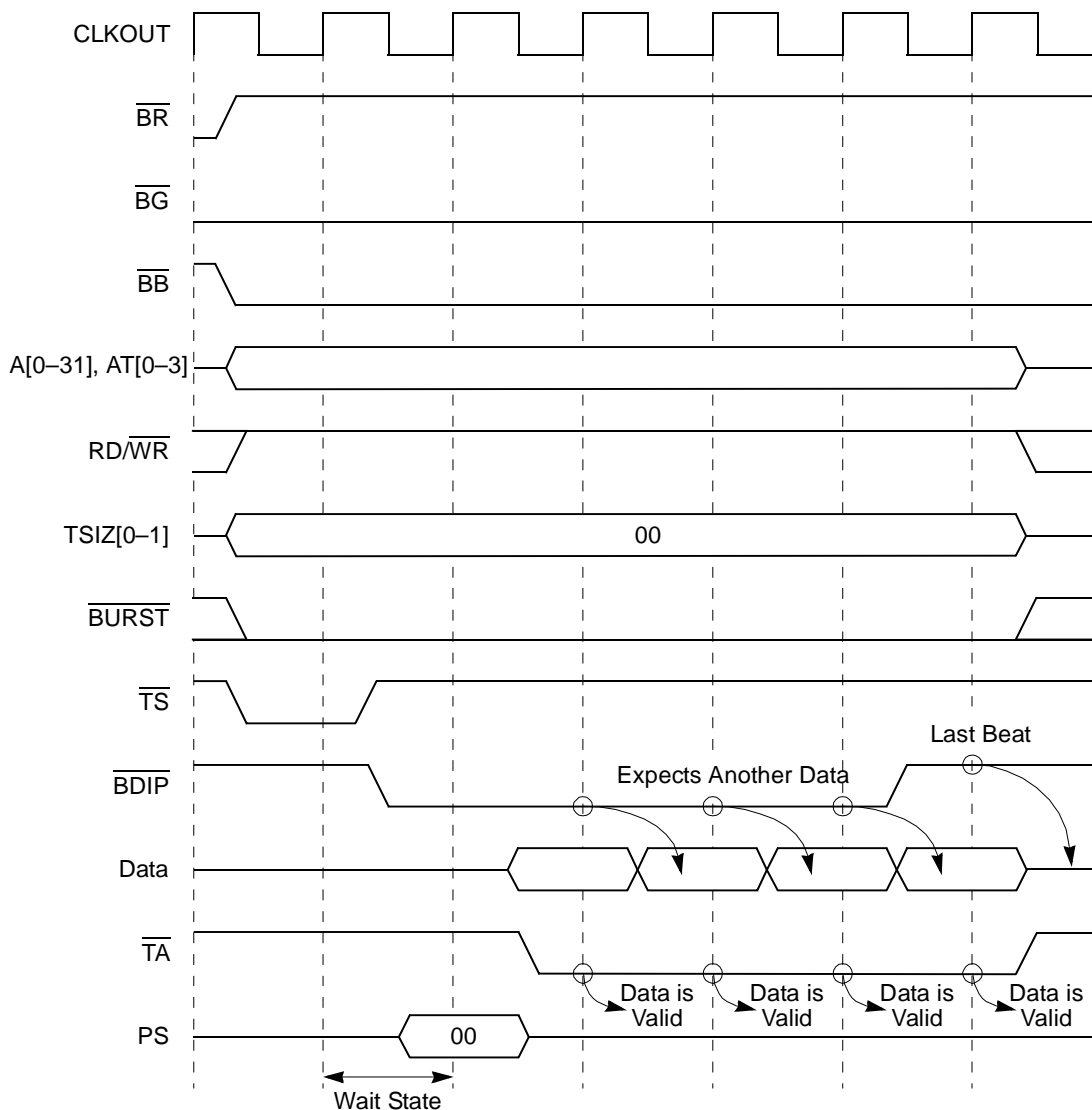 CLKOUT
BR
BG
BB
A[0–31], AT[0–3]
RD/WR
TSIZ[0–1]
00
BURST
TS
Last Beat
BDIP
Expects Another Data
Data
TA
Data is
Valid
Data is
Valid
Data is
Valid
Data is
Valid
PS
00
Wait State